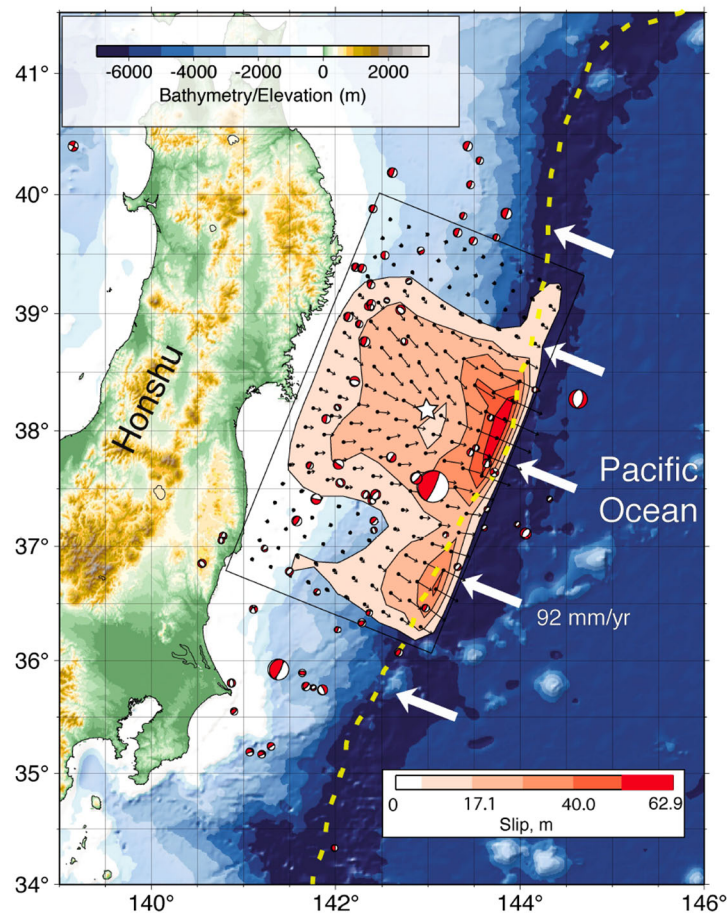 -6000 -4000 -2000 0 2000
Bathymetry/Elevation (m)
41°
40°
39°
38°
37°
36°
35°
34°
Honshu
Pacific
Ocean
92 mm/yr
0 17.1 40.0 62.9
Slip, m
140° 142° 144° 146°